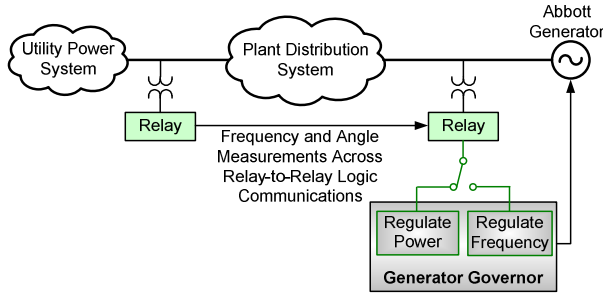 Abbott
Generator
Utility Power
System
Plant Distribution
System
Relay
Frequency and Angle
Measurements Across
Relay-to-Relay Logic
Communications
Relay
Regulate
Power
Regulate
Frequency
Generator Governor